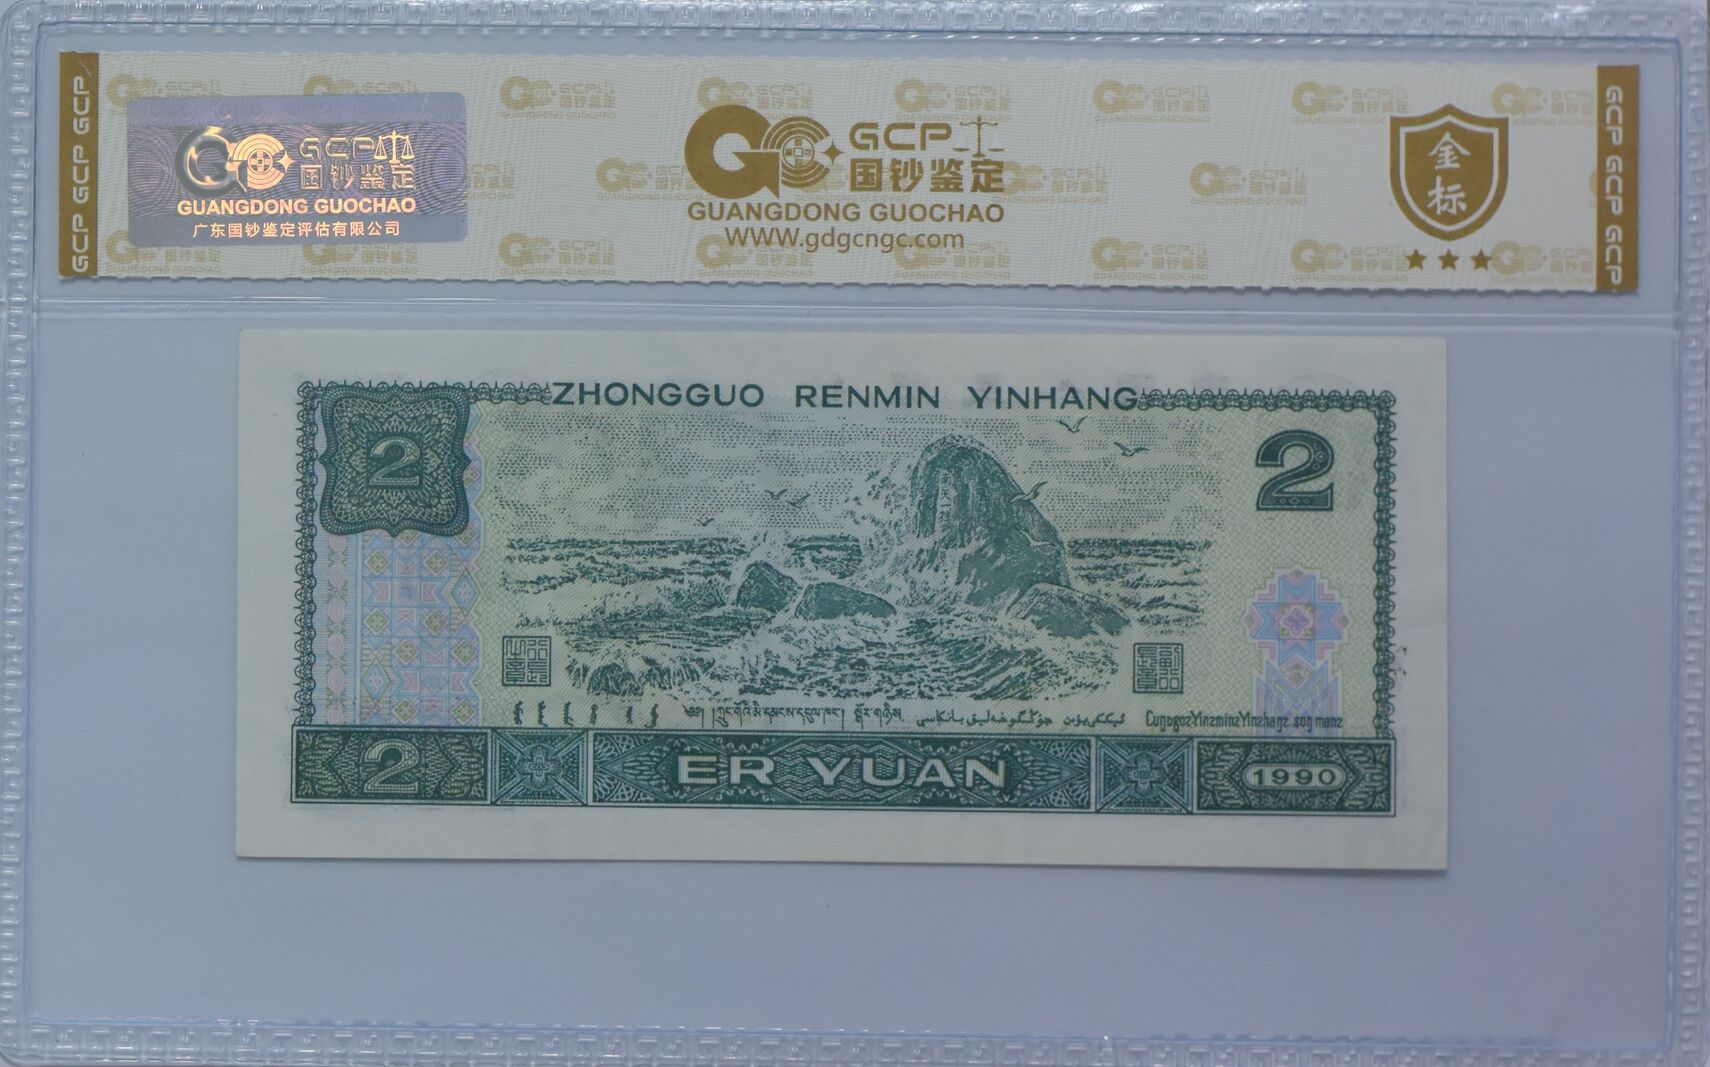 GCP GCP GCP
GCP
国钞鉴定
GUANGDONG GUOCHAO
广东国钞鉴定评估有限公司
GCP
国钞鉴定
GUANGDONG GUOCHAO
WWW.gdgcngc.com
金标
GCP GCP GCP
ZHONGGUO RENMIN YINHANG
2
2
2 ER YUAN 1990